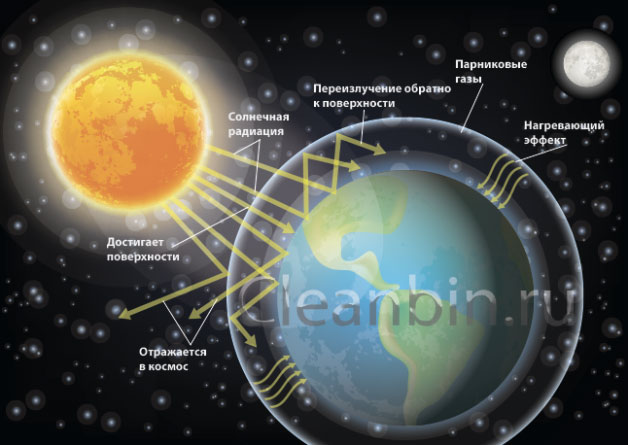 Парниковые
газы
Переизлучение обратно
к поверхности
Солнечная
радиация
Нагревающий
эффект
Достигает
поверхности
Отражается
в космос
Cleanbin.ru